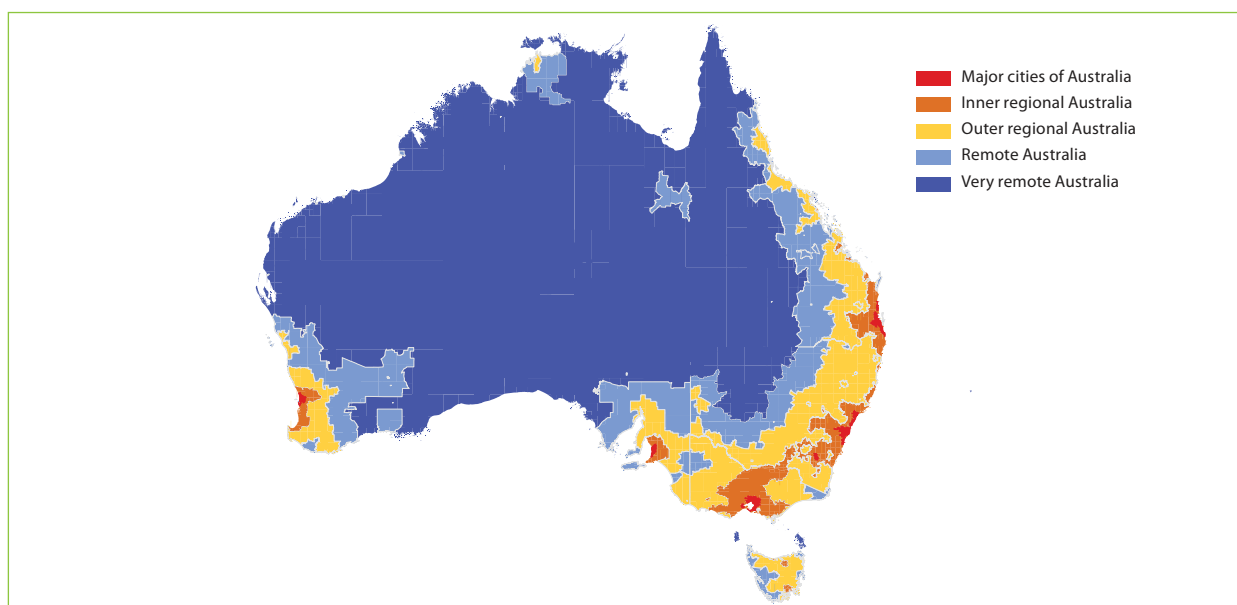 Major cities of Australia
Inner regional Australia
Outer regional Australia
Remote Australia
Very remote Australia